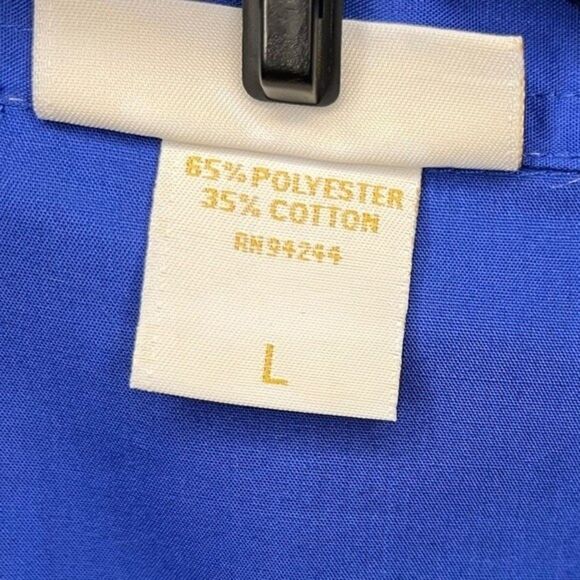 65% POLYESTER
35% COTTON
RN94244
L